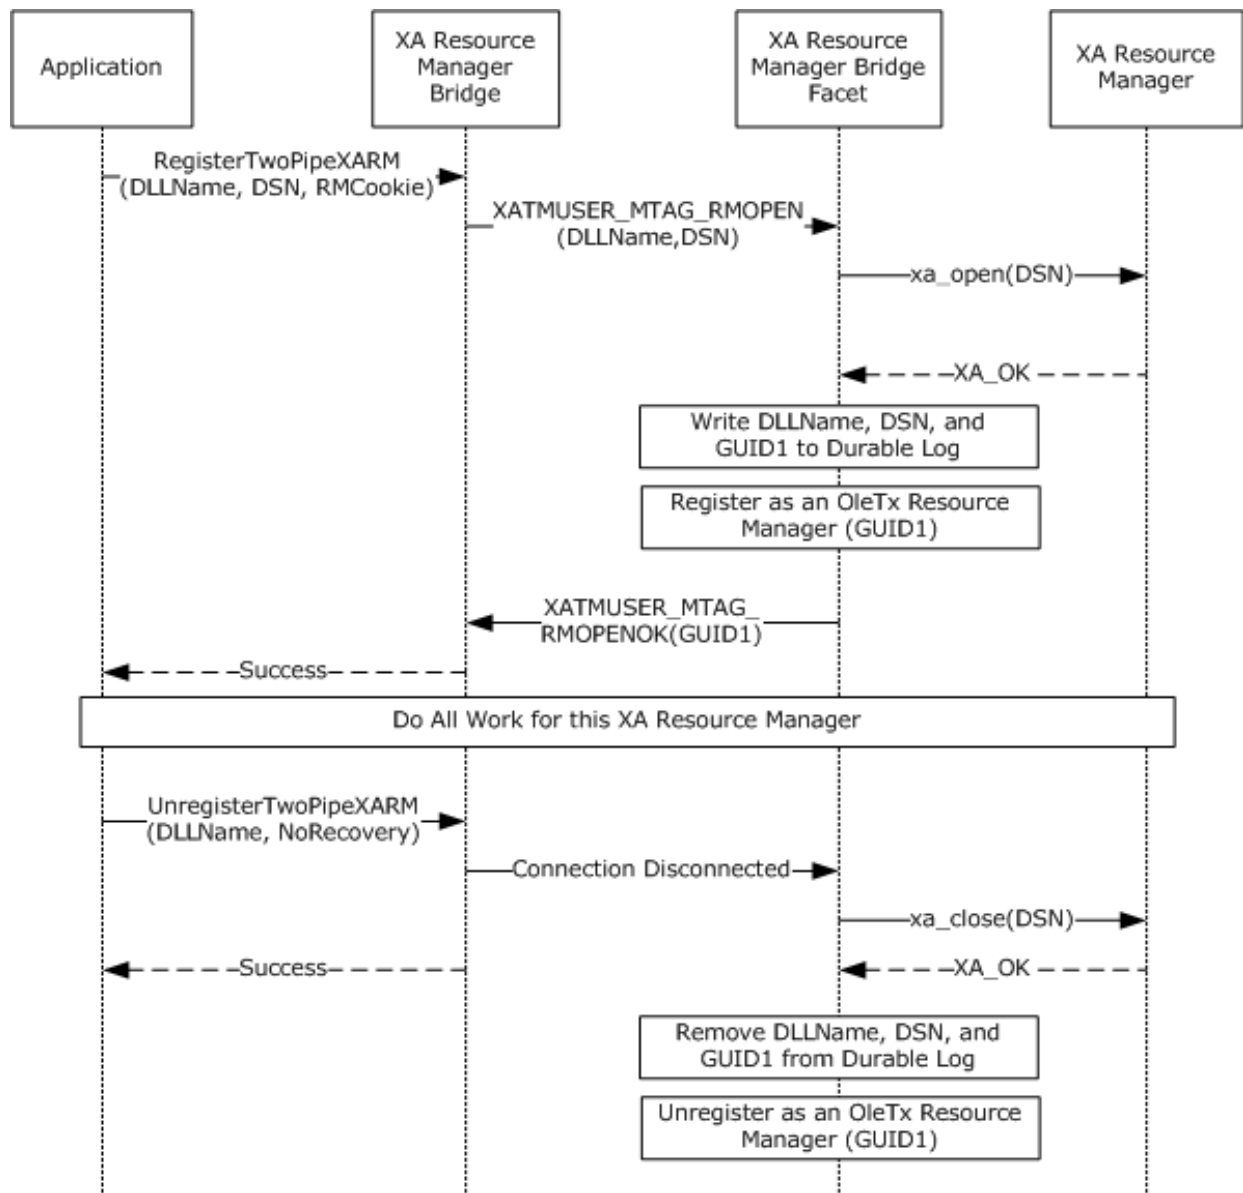 Application
XA Resource
Manager
Bridge
XA Resource
Manager Bridge
Facet
XA Resource
Manager
RegisterTwoPipeXARM
(DLLName, DSN, RMCookie)
XATMUSER_MTAG_RMOPEN
(DLLName,DSN)
xa_open(DSN)
XA_OK
Write DLLName, DSN, and
GUID1 to Durable Log
Register as an OleTx Resource
Manager (GUID1)
XATMUSER_MTAG_
RMOPENOK(GUID1)
Success
Do All Work for this XA Resource Manager
UnregisterTwoPipeXARM
(DLLName, NoRecovery)
Connection Disconnected
xa_close(DSN)
Success
XA_OK
Remove DLLName, DSN, and
GUID1 from Durable Log
Unregister as an OleTx Resource
Manager (GUID1)